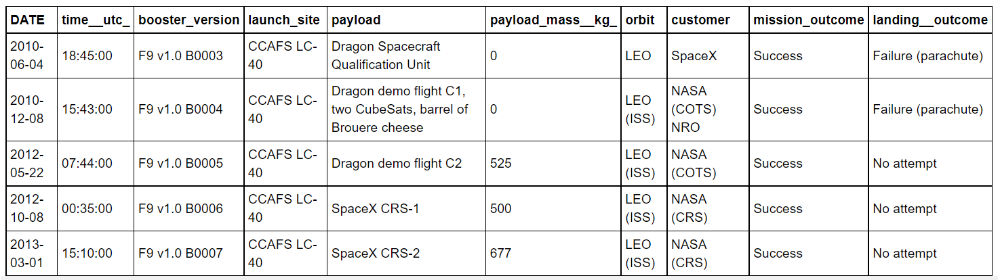 DATE time__utc_ booster_version launch_site payload payload_mass__kg_ orbit customer mission_outcome landing__outcome
2010-
06-04
18:45:00
F9 v1.0 B0003
CCAFS LC-
40
Dragon Spacecraft
Qualification Unit
0
LEO
SpaceX
Success
Failure (parachute)
2010-
12-08
15:43:00
F9 v1.0 B0004
CCAFS LC-
40
Dragon demo flight C1,
two CubeSats, barrel of
Brouere cheese
0
LEO
(ISS)
NASA
(COTS)
NRO
Success
Failure (parachute)
2012-
05-22
07:44:00
F9 v1.0 B0005
CCAFS LC-
40
Dragon demo flight C2
525
LEO
(ISS)
NASA
(COTS)
Success
No attempt
2012-
10-08
00:35:00
F9 v1.0 B0006
CCAFS LC-
40
SpaceX CRS-1
500
LEO
(ISS)
NASA
(CRS)
Success
No attempt
2013-
03-01
15:10:00
F9 v1.0 B0007
CCAFS LC-
40
SpaceX CRS-2
677
LEO
(ISS)
NASA
(CRS)
Success
No attempt